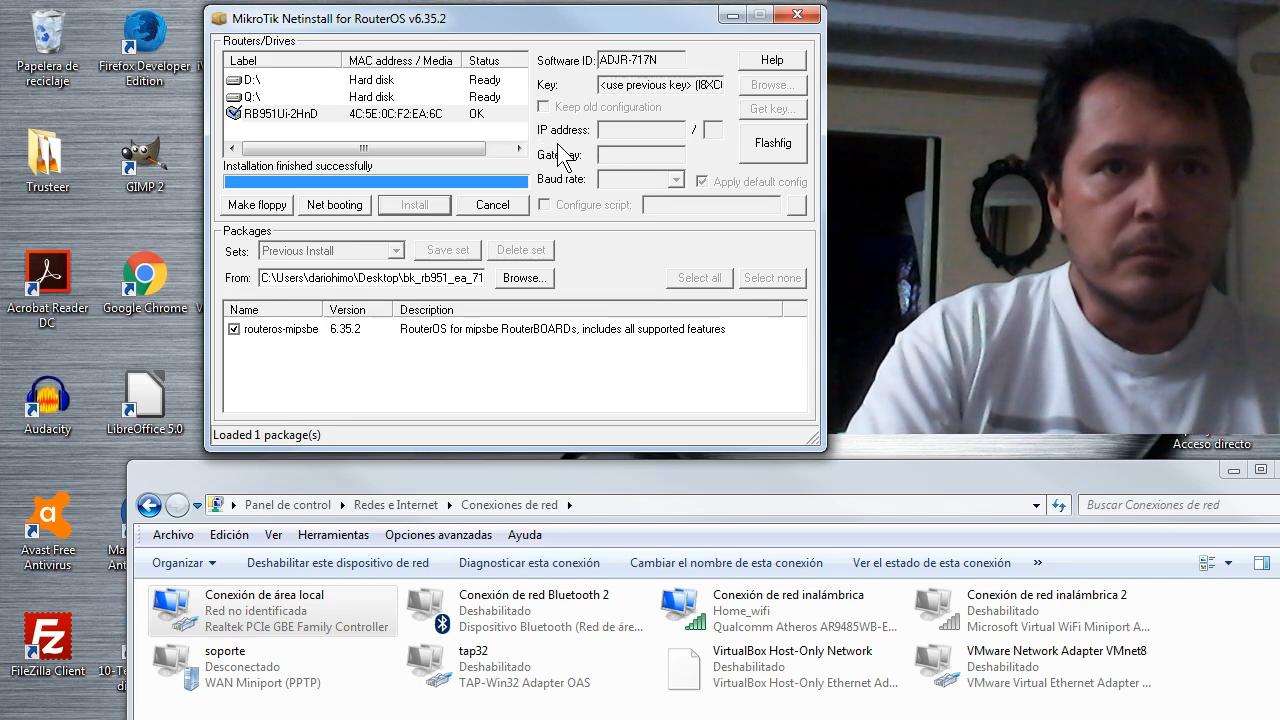 Papelera de
reciclaje
Firefox Developer
Edition
Trusteer
GIMP 2
Acrobat Reader
DC
Google Chrome
Audacity
LibreOffice 5.0
Avast Free
Antivirus
FileZilla Client
MikroTik Netinstall for RouterOS v6.35.2
Routers/Drives
Label MAC address / Media Status
D:\ Hard disk Ready
Q:\ Hard disk Ready
RB951Ui-2HnD 4C:5E:0C:F2:EA:6C OK
Installation finished successfully
Make floppy Net booting Install Cancel
Software ID: ADJR-717N Help
Key: <use previous key> (I8XCI Browse...
Keep old configuration Get key...
IP address: / Flashfig
Gateway:
Baud rate: Apply default config
Configure script:
Packages
Sets: Previous Install Save set Delete set
From: C:\Users\dariohimo\Desktop\bk_rb951_ea_71 Browse... Select all Select none
Name Version Description
routeros-mipsbe 6.35.2 RouterOS for mipsbe RouterBOARDs, includes all supported features
Loaded 1 package(s)
Acceso directo
Panel de control Redes e Internet Conexiones de red Buscar Conexiones de red
Archivo Edición Ver Herramientas Opciones avanzadas Ayuda
Organizar Deshabilitar este dispositivo de red Diagnosticar esta conexión Cambiar el nombre de esta conexión Ver el estado de esta conexión »
Conexión de área local
Red no identificada
Realtek PCIe GBE Family Controller
Conexión de red Bluetooth 2
Deshabilitado
Dispositivo Bluetooth (Red de áre...
Conexión de red inalámbrica
Home_wifi
Qualcomm Atheros AR9485WB-E...
Conexión de red inalámbrica 2
Deshabilitado
Microsoft Virtual WiFi Miniport A...
soporte
Desconectado
WAN Miniport (PPTP)
tap32
Deshabilitado
TAP-Win32 Adapter OAS
VirtualBox Host-Only Network
Deshabilitado
VirtualBox Host-Only Ethernet Ad...
VMware Network Adapter VMnet8
Deshabilitado
VMware Virtual Ethernet Adapter ...